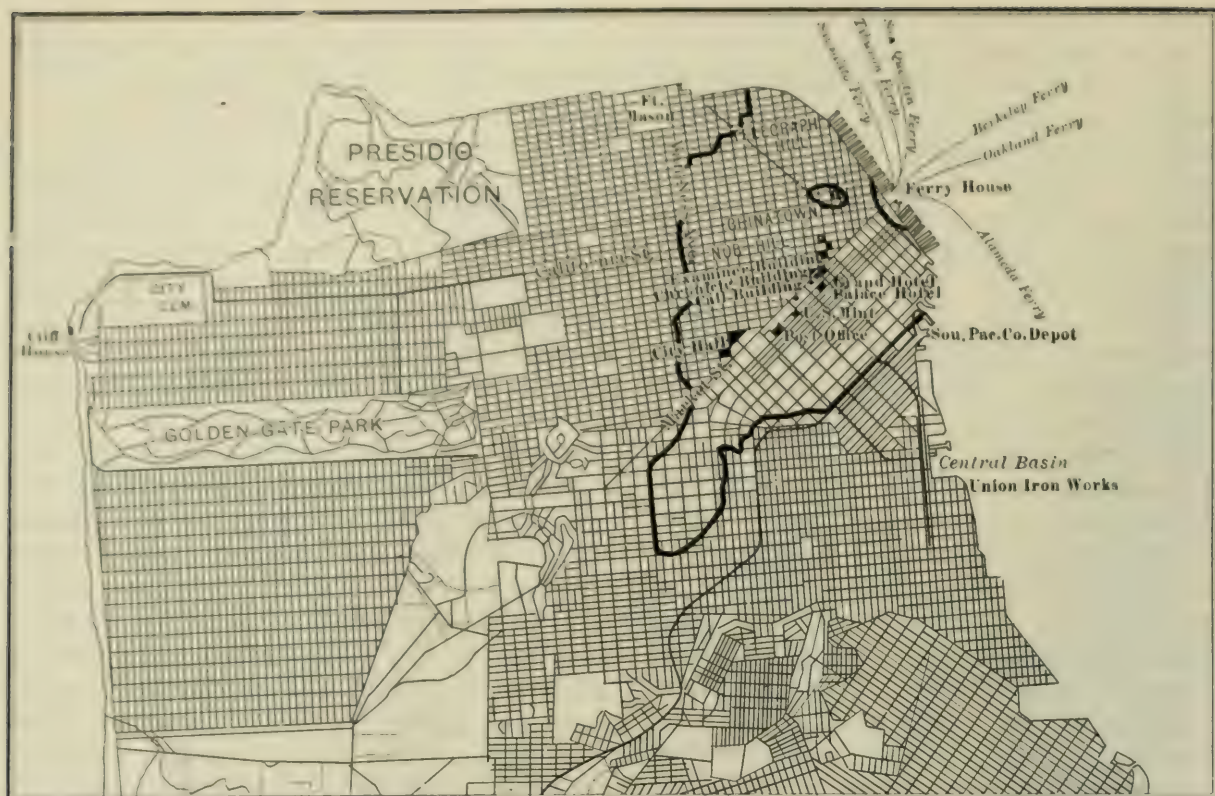 Sausalito Ferry
Tiburon Ferry
San Quentin Ferry
Berkeley Ferry
Oakland Ferry
Ft.
Mason
PRESIDIO
RESERVATION
TELEGRAPH
HILL
Ferry House
CHINATOWN
NOB HILL
California St.
Examiner Building
Chronicle Building
Call Building
Grand Hotel
Palace Hotel
Alameda Ferry
CITY
CEM.
U.S. Mint
Cliff
House
City Hall
Post Office
Sou. Pac. Co. Depot
Market St.
GOLDEN GATE PARK
Central Basin
Union Iron Works